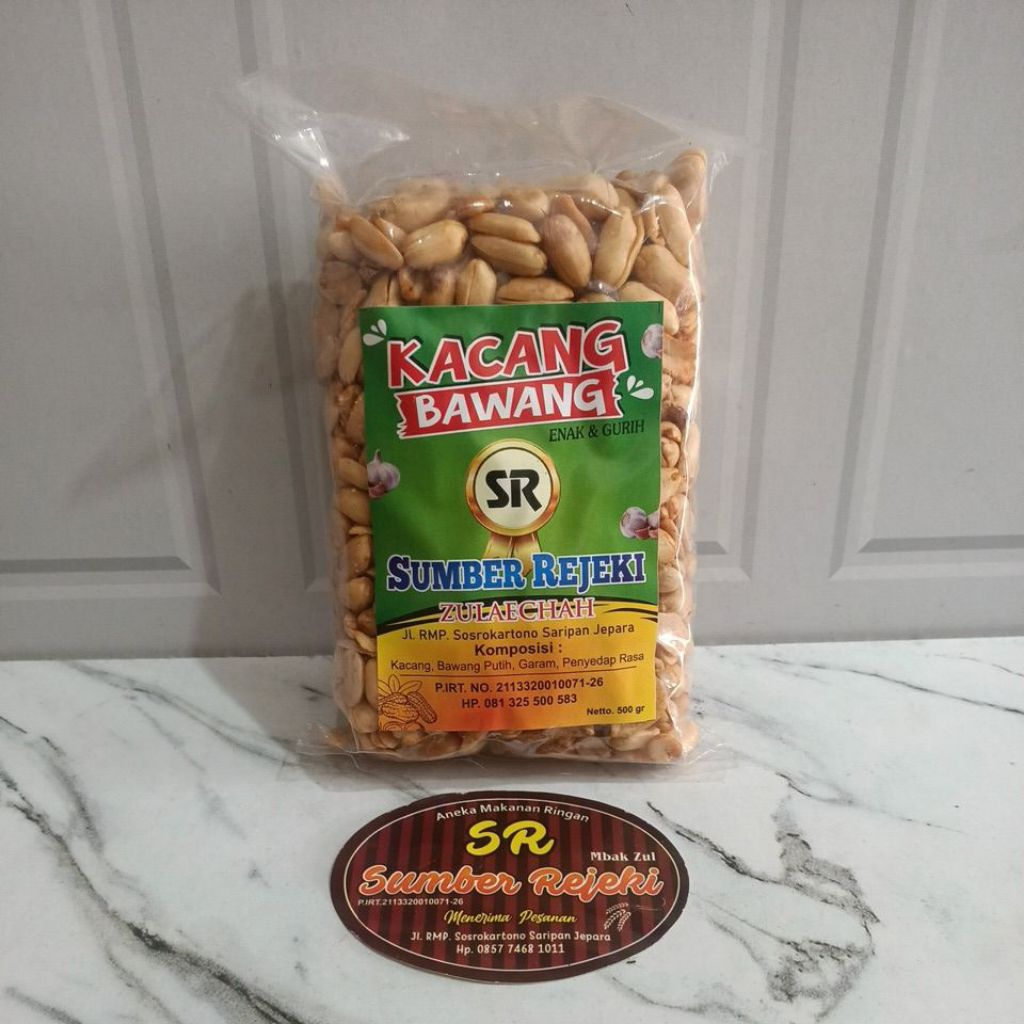 KACANG
BAWANG
ENAK & GURIH
SR
SUMBER REJEKI
ZULAECHAH
Jl. RMP. Sosrokartono Saripan Jepara
Komposisi :
Kacang, Bawang Putih, Garam, Penyedap Rasa
P.IRT. NO. 2113320010071-26
HP. 081 325 500 583
Netto. 500 gr
Aneka Makanan Ringan
SR
Mbak Zul
Sumber Rejeki
P.IRT.2113320010071-26
Menerima Pesanan
Jl. RMP. Sosrokartono Saripan Jepara
Hp. 0857 7468 1011